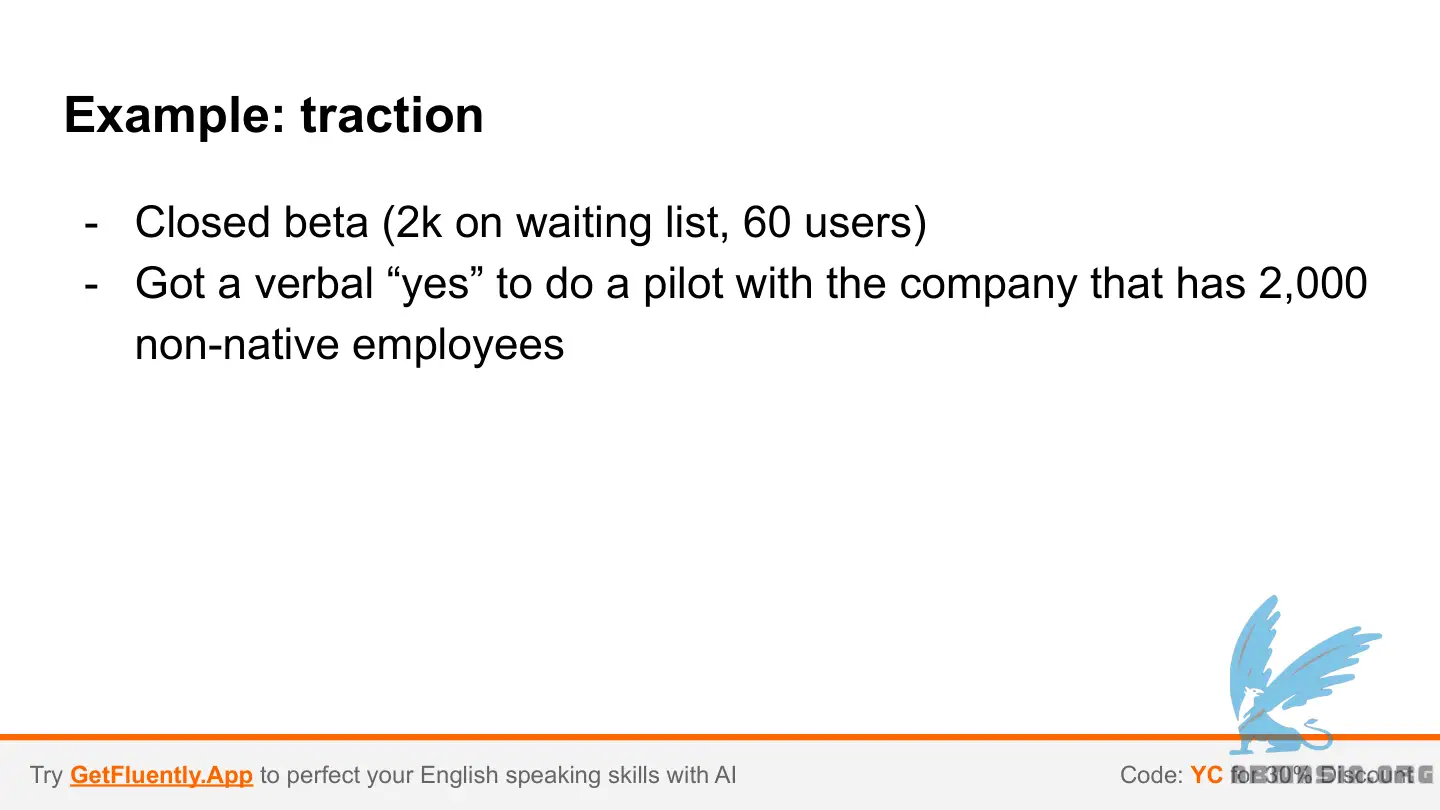 Example: traction
- Closed beta (2k on waiting list, 60 users)
- Got a verbal “yes” to do a pilot with the company that has 2,000
non-native employees
Try GetFluently.App to perfect your English speaking skills with AI
Code: YC for 30% Discount